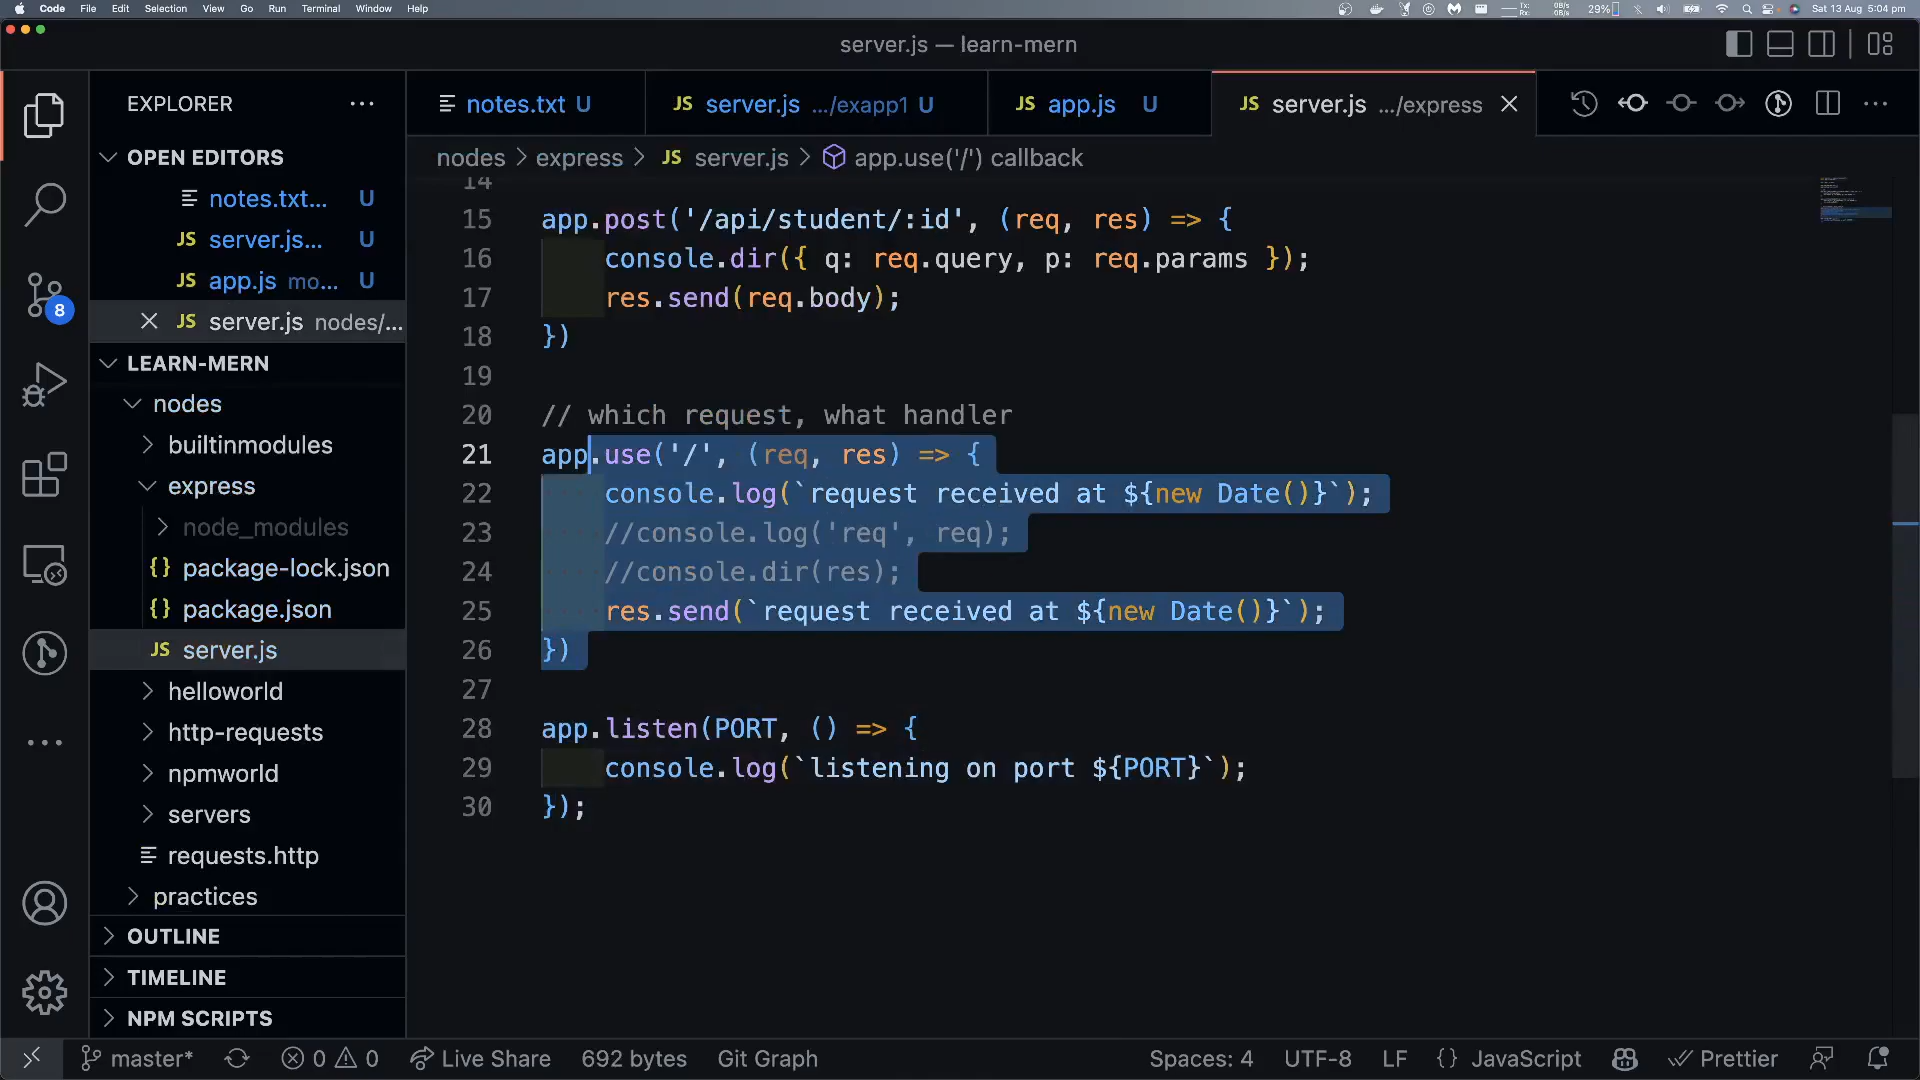 Code File Edit Selection View Go Run Terminal Window Help 29% Sat 13 Aug 5:04 pm
server.js — learn-mern
EXPLORER
notes.txt U
JS server.js .../exapp1 U
JS app.js U
JS server.js .../express
nodes > express > JS server.js > app.use('/') callback
OPEN EDITORS
notes.txt... U
JS server.js... U
JS app.js mo... U
JS server.js nodes/...
LEARN-MERN
nodes
builtinmodules
express
node_modules
{} package-lock.json
{} package.json
JS server.js
helloworld
http-requests
npmworld
servers
requests.http
practices
OUTLINE
TIMELINE
NPM SCRIPTS
8
14
15 app.post('/api/student/:id', (req, res) => {
16 console.dir({ q: req.query, p: req.params });
17 res.send(req.body);
18 })
19
20 // which request, what handler
21 app.use('/', (req, res) => {
22 console.log(`request received at ${new Date()}`);
23 //console.log('req', req);
24 //console.dir(res);
25 res.send(`request received at ${new Date()}`);
26 })
27
28 app.listen(PORT, () => {
29 console.log(`listening on port ${PORT}`);
30 });
master* 0 0 Live Share 692 bytes Git Graph Spaces: 4 UTF-8 LF {} JavaScript Prettier